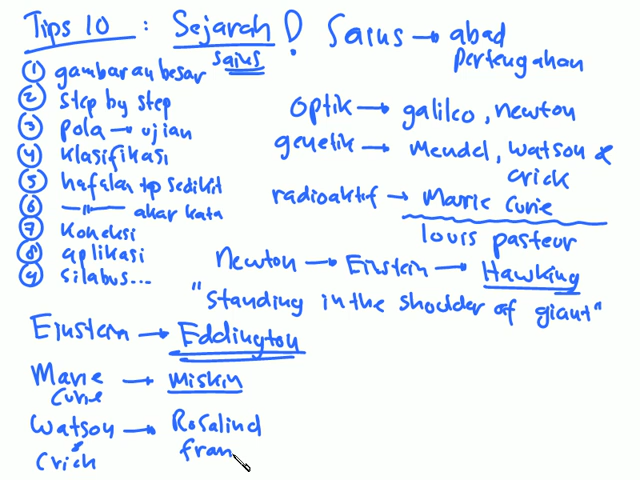 Tips 10 : Sejarah !
sains
① gambaran besar
② step by step
③ pola → ujian
④ klasifikasi
⑤ hafalan tp sedikit
⑥ —"— akar kata
⑦ koneksi
⑧ aplikasi
⑨ silabus...
Sains → abad
pertengahan
optik → galileo, newton
genetik → Mendel, watson &
crick
radioaktif → Marie Curie
louis pasteur
Newton → Einstein → Hawking
"standing in the shoulder of giant"
Einstein → Eddington
Marie → miskin
Curie
Watson → Rosalind
& fran
Crick